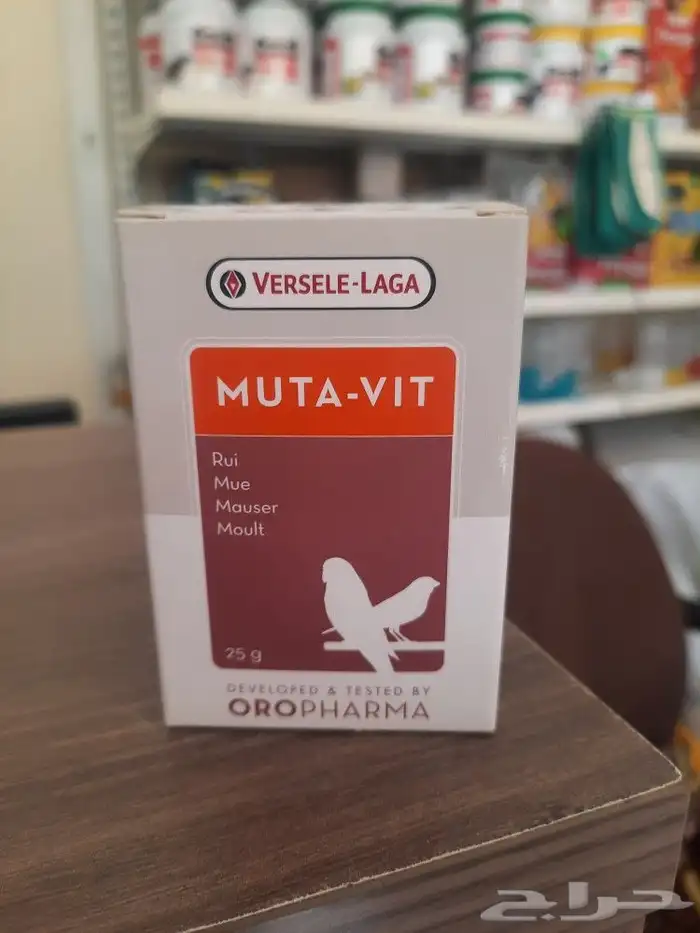 VERSELE-LAGA
MUTA-VIT
Rui
Mue
Mauser
Moult
25 g
DEVELOPED & TESTED BY
OROPHARMA
حراج